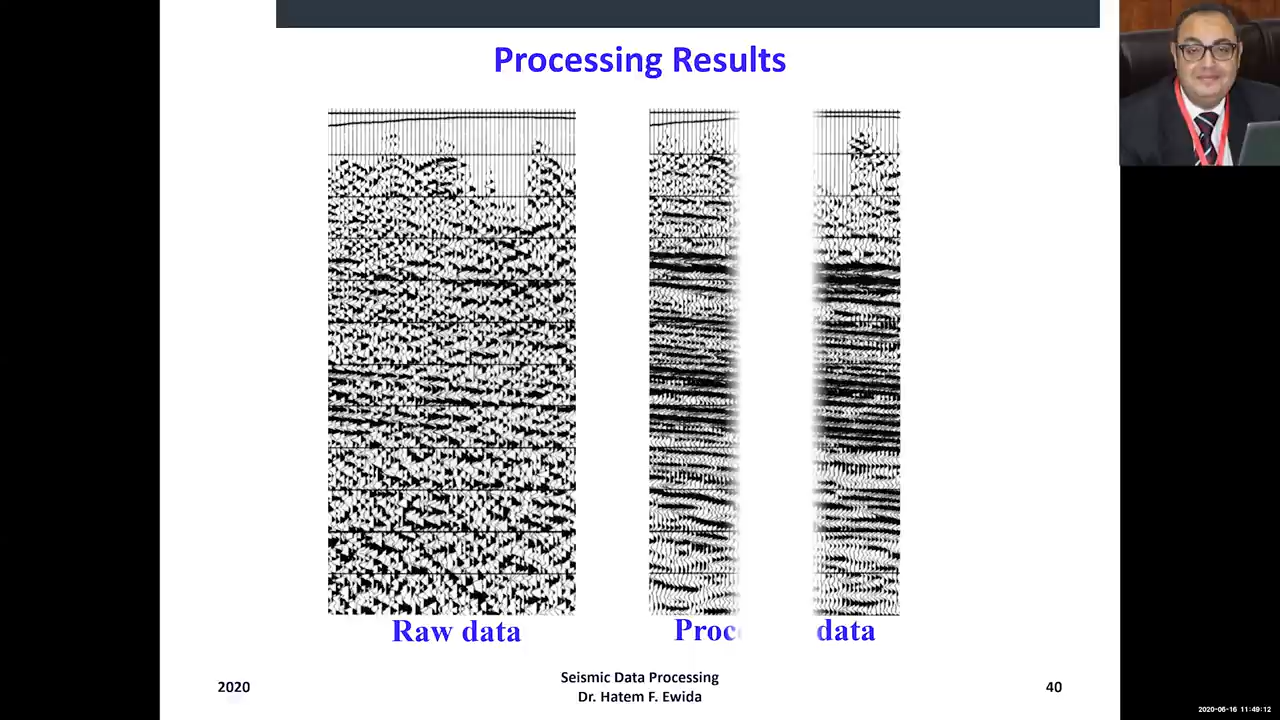 Processing Results
Raw data
data
2020
Seismic Data Processing
Dr. Hatem F. Ewida
40
2020-06-16 11:49:12